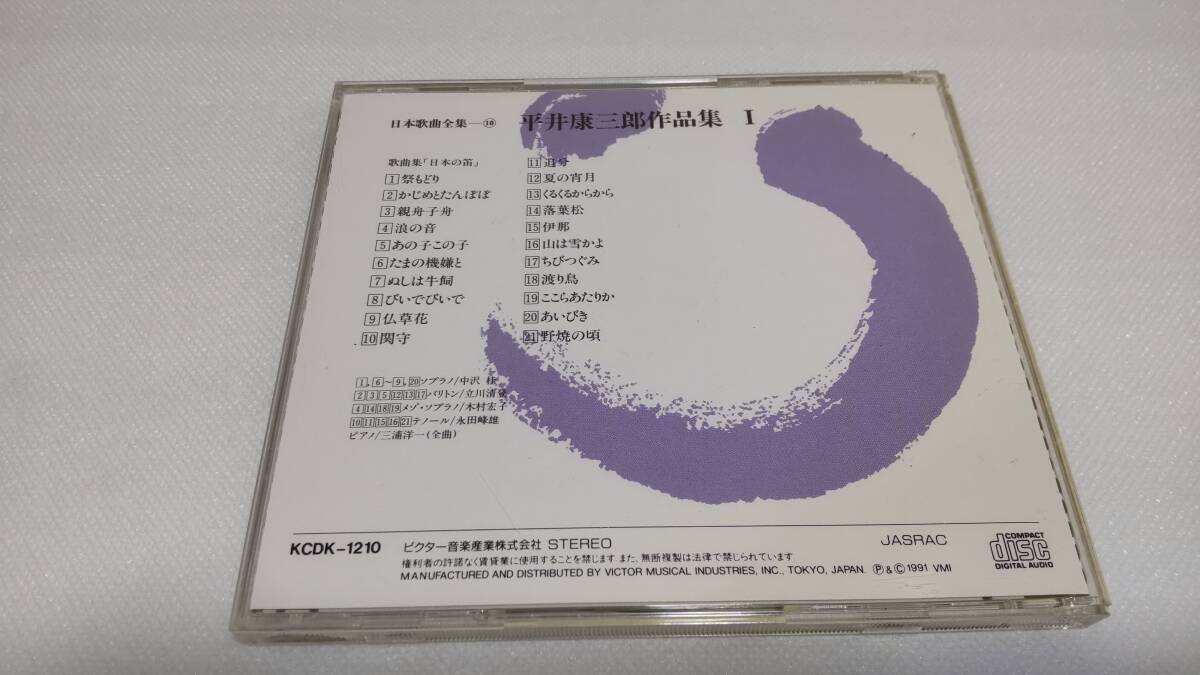 日本歌曲全集―⑩ 平井康三郎作品集 I
歌曲集「日本の笛」
1 祭もどり
2 かじめとたんぽぽ
3 親舟子舟
4 浪の音
5 あの子この子
6 たまの機嫌と
7 ぬしは牛飼
8 びいでびいで
9 仏草花
10 関守
11 追分
12 夏の宵月
13 くるくるからから
14 落葉松
15 伊那
16 山は雪かよ
17 ちびつぐみ
18 渡り鳥
19 ここらあたりか
20 あいびき
21 野焼の頃
1, 6~9, 20 ソプラノ/中沢 桂
2 3 5 12 13 17 バリトン/立川清登
4 14 18 19 メゾ・ソプラノ/木村宏子
10 11 15 16 21 テノール/永田峰雄
ピアノ/三浦洋一(全曲)
KCDK-1210 ビクター音楽産業株式会社 STEREO JASRAC
権利者の許諾なく賃貸業に使用することを禁じます また、無断複製は法律で禁じられています
MANUFACTURED AND DISTRIBUTED BY VICTOR MUSICAL INDUSTRIES, INC., TOKYO, JAPAN. Ⓟ&Ⓒ1991 VMI
COMPACT
disc
DIGITAL AUDIO